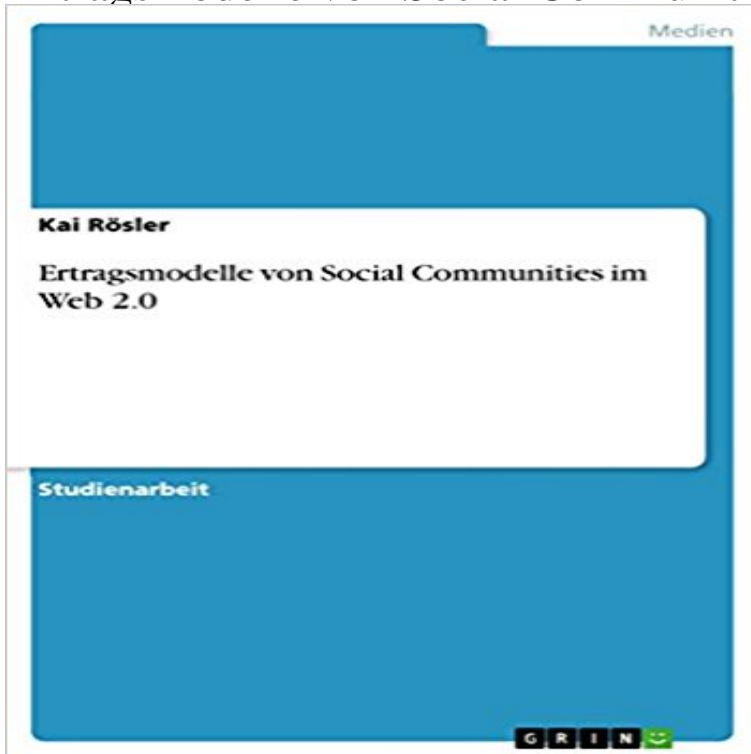 Medien
Kai Rösler
Ertragsmodelle von Social Communities im
Web 2.0
Studienarbeit
GRIN